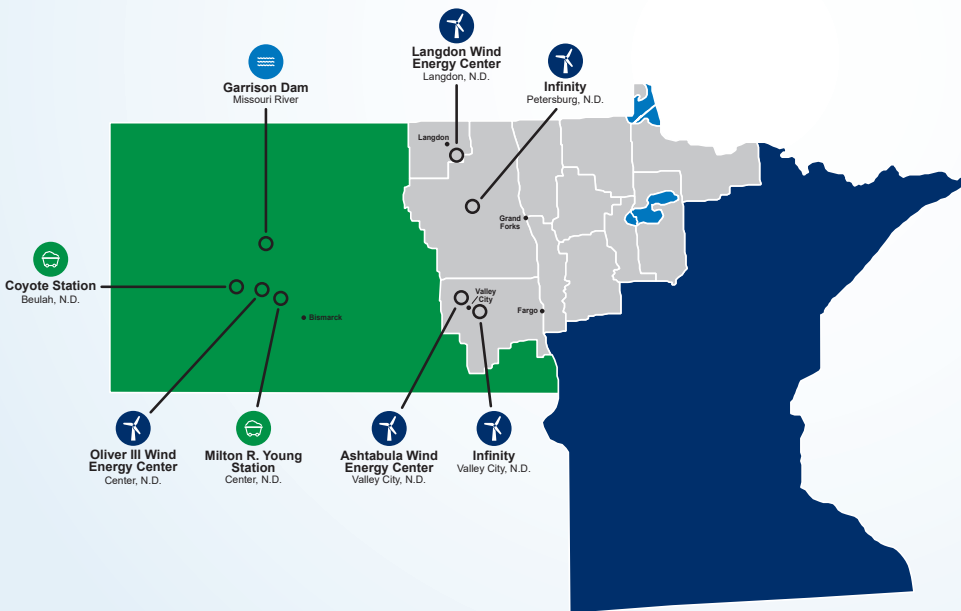 Langdon Wind
Energy Center
Langdon, N.D.
Infinity
Petersburg, N.D.
Garrison Dam
Missouri River
Langdon
Grand
Forks
Coyote Station
Beulah, N.D.
Valley
City
Bismarck
Fargo
Oliver III Wind
Energy Center
Center, N.D.
Milton R. Young
Station
Center, N.D.
Ashtabula Wind
Energy Center
Valley City, N.D.
Infinity
Valley City, N.D.